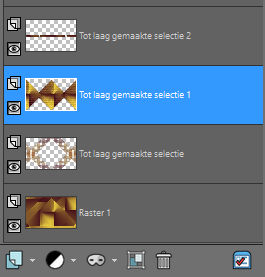 Tot laag gemaakte selectie 2
Tot laag gemaakte selectie 1
Tot laag gemaakte selectie
Raster 1